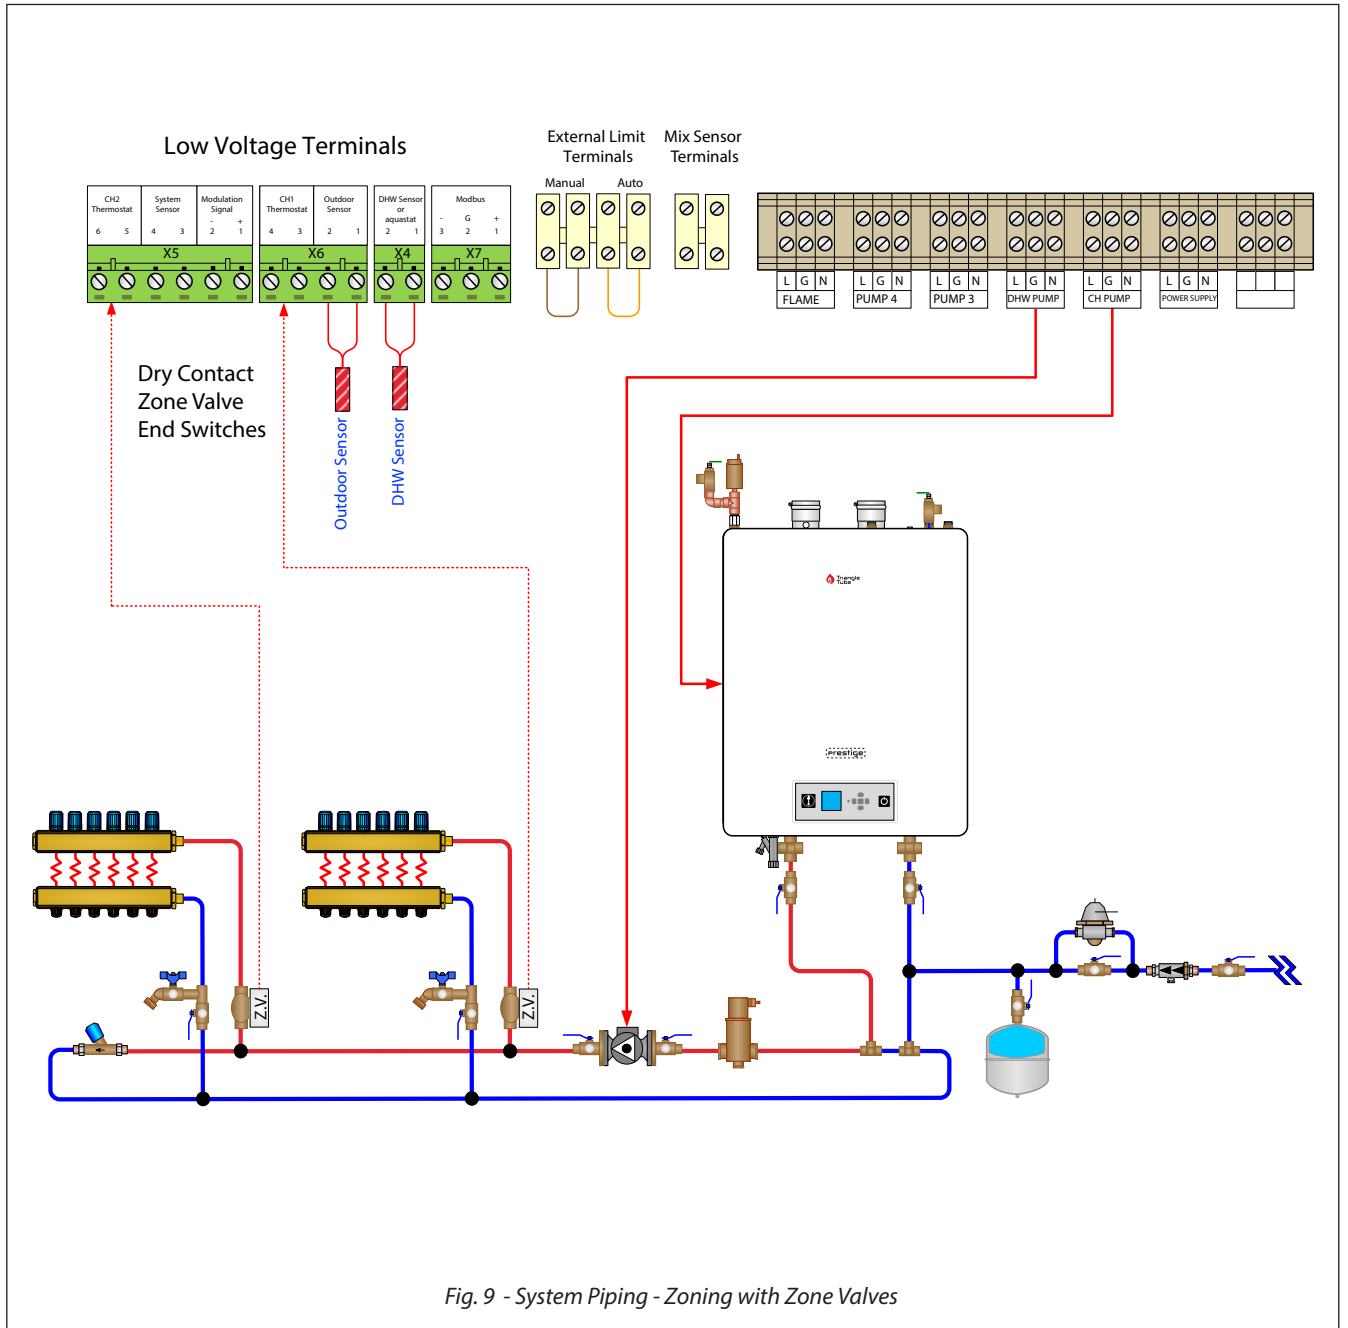 Low Voltage Terminals
External Limit
Terminals
Mix Sensor
Terminals
Manual
Auto
CH2
Thermostat
System
Sensor
Modulation
Signal
- +
6 5 4 3 2 1
X5
CH1
Thermostat
Outdoor
Sensor
4 3 2 1
X6
DHW Sensor
or
aquastat
2 1
X4
Modbus
- G +
3 2 1
X7
L G N
FLAME
L G N
PUMP 4
L G N
PUMP 3
L G N
DHW PUMP
L G N
CH PUMP
L G N
POWER SUPPLY
Dry Contact
Zone Valve
End Switches
Outdoor Sensor
DHW Sensor
Triangle
Tube
Prestige
Z.V.
Z.V.
Fig. 9 - System Piping - Zoning with Zone Valves